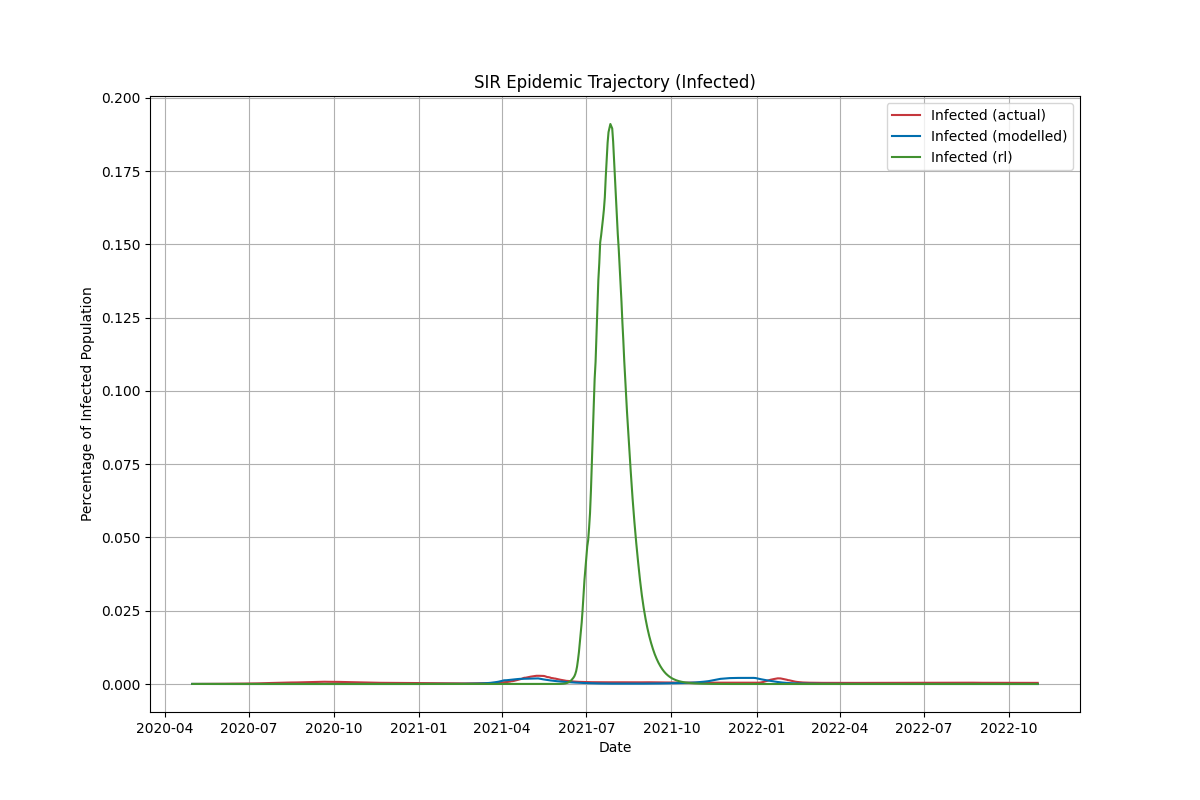 SIR Epidemic Trajectory (Infected)
Infected (actual)
Infected (modelled)
Infected (rl)
Percentage of Infected Population
0.200
0.175
0.150
0.125
0.100
0.075
0.050
0.025
0.000
2020-04 2020-07 2020-10 2021-01 2021-04 2021-07 2021-10 2022-01 2022-04 2022-07 2022-10
Date